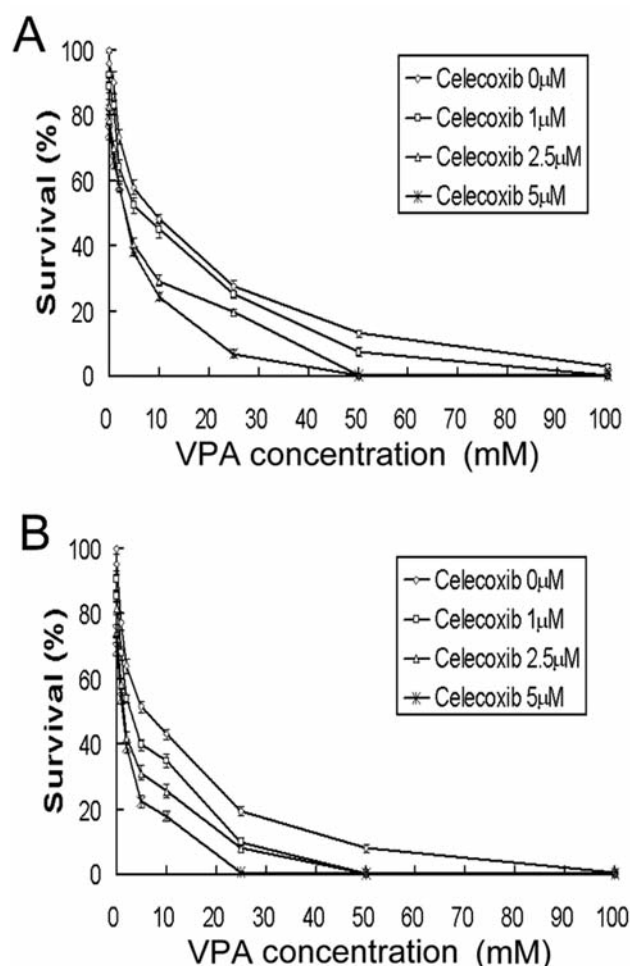 A
Survival (%)
100
80
60
40
20
0
Celecoxib 0μM
Celecoxib 1μM
Celecoxib 2.5μM
Celecoxib 5μM
0 10 20 30 40 50 60 70 80 90 100
VPA concentration (mM)
B
Survival (%)
100
80
60
40
20
0
Celecoxib 0μM
Celecoxib 1μM
Celecoxib 2.5μM
Celecoxib 5μM
0 10 20 30 40 50 60 70 80 90 100
VPA concentration (mM)